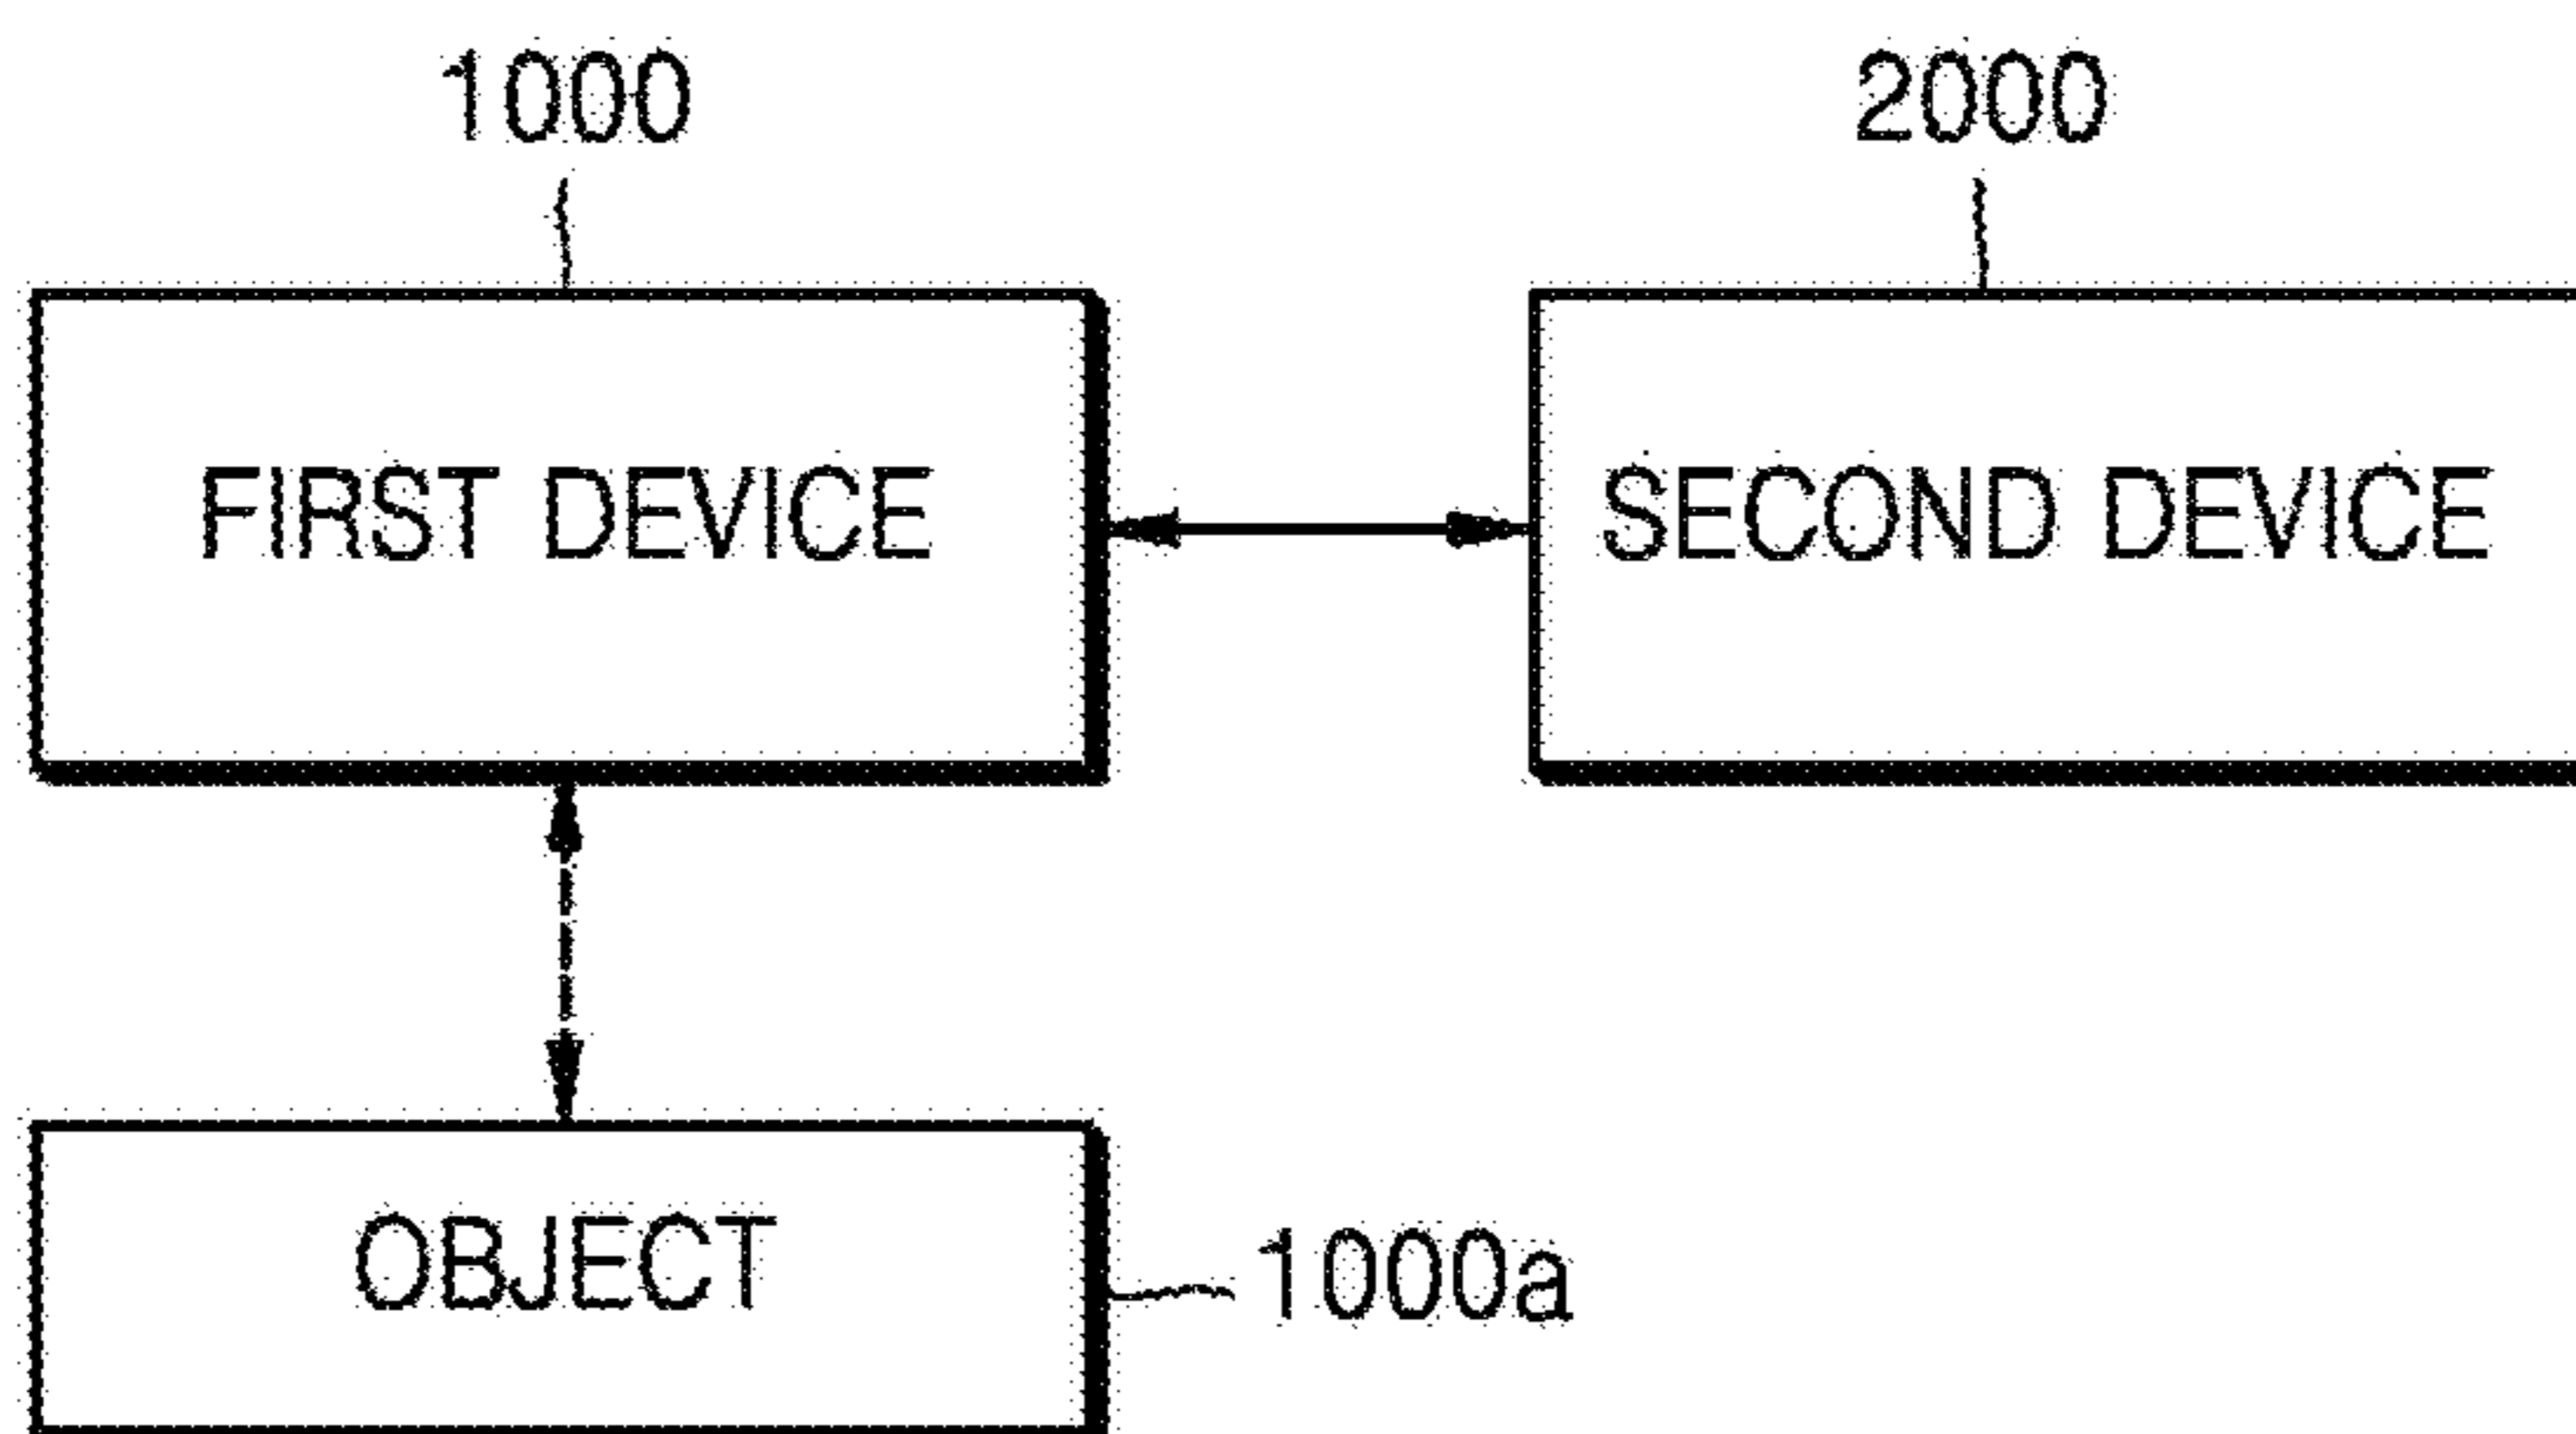 1000
2000
FIRST DEVICE
SECOND DEVICE
OBJECT
1000a